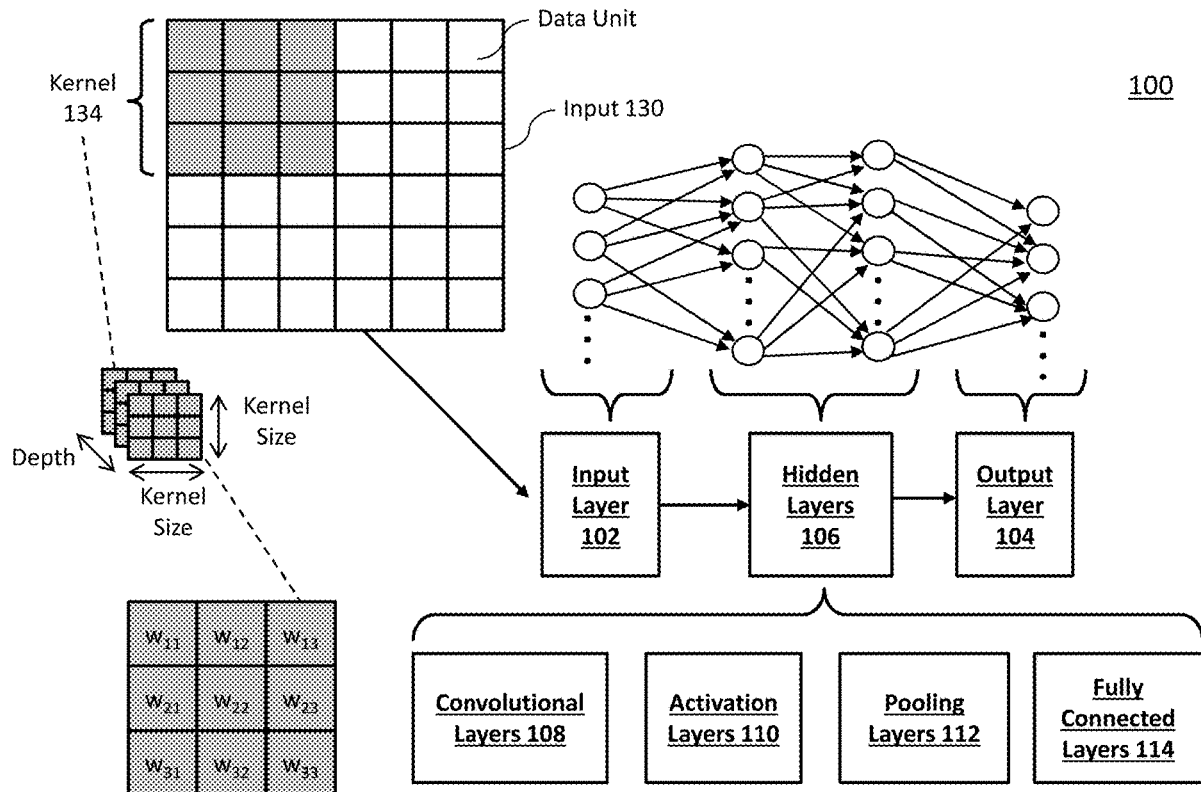 Data Unit
Kernel
134
Input 130
100
Kernel
Size
Depth
Kernel
Size
Input
Layer
102
Hidden
Layers
106
Output
Layer
104
W11 W12 W13
W21 W22 W23
W31 W32 W33
Convolutional
Layers 108
Activation
Layers 110
Pooling
Layers 112
Fully
Connected
Layers 114